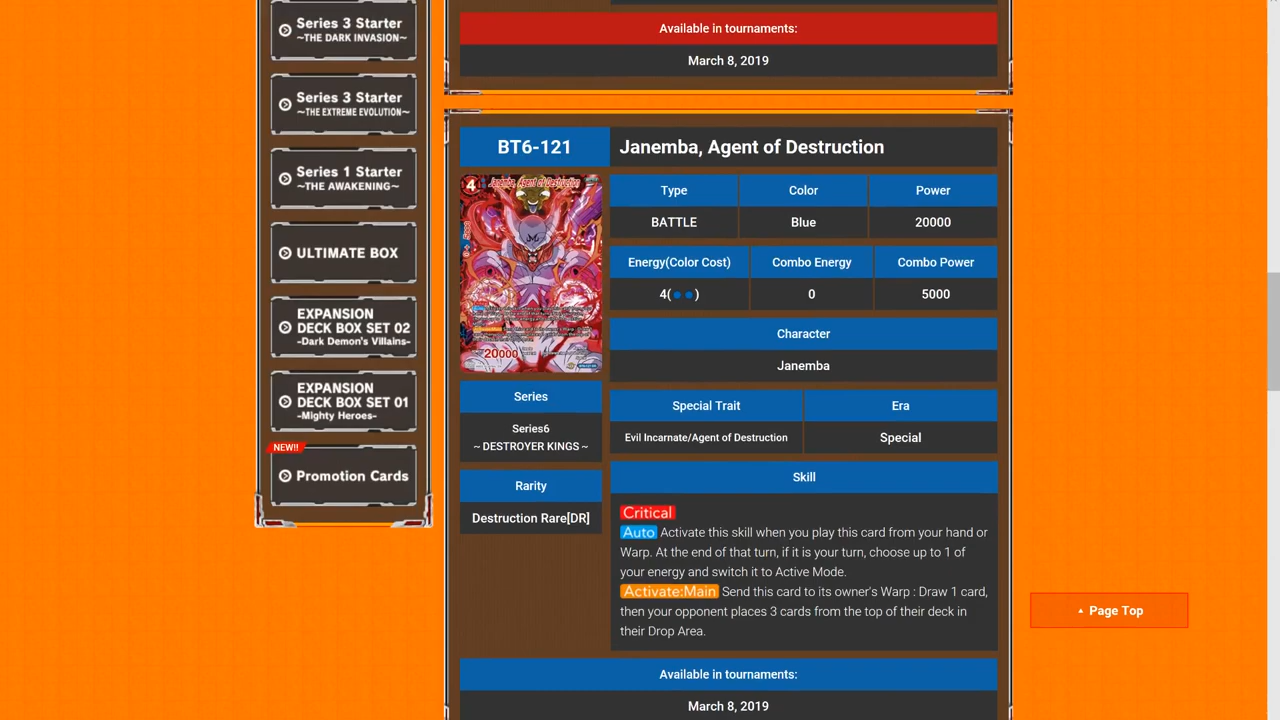 Series 3 Starter
~THE DARK INVASION~
Series 3 Starter
~THE EXTREME EVOLUTION~
Series 1 Starter
~THE AWAKENING~
ULTIMATE BOX
EXPANSION
DECK BOX SET 02
-Dark Demon's Villains-
EXPANSION
DECK BOX SET 01
-Mighty Heroes-
NEW!!
Promotion Cards
Available in tournaments:
March 8, 2019
BT6-121
Janemba, Agent of Destruction
4
Janemba, Agent of Destruction
20000
Series
Series6
~ DESTROYER KINGS ~
Rarity
Destruction Rare[DR]
Type
Color
Power
BATTLE
Blue
20000
Energy(Color Cost)
Combo Energy
Combo Power
4(●●)
0
5000
Character
Janemba
Special Trait
Era
Evil Incarnate/Agent of Destruction
Special
Skill
Critical
Auto Activate this skill when you play this card from your hand or
Warp. At the end of that turn, if it is your turn, choose up to 1 of
your energy and switch it to Active Mode.
Activate:Main Send this card to its owner's Warp : Draw 1 card,
then your opponent places 3 cards from the top of their deck in
their Drop Area.
Available in tournaments:
March 8, 2019
Page Top